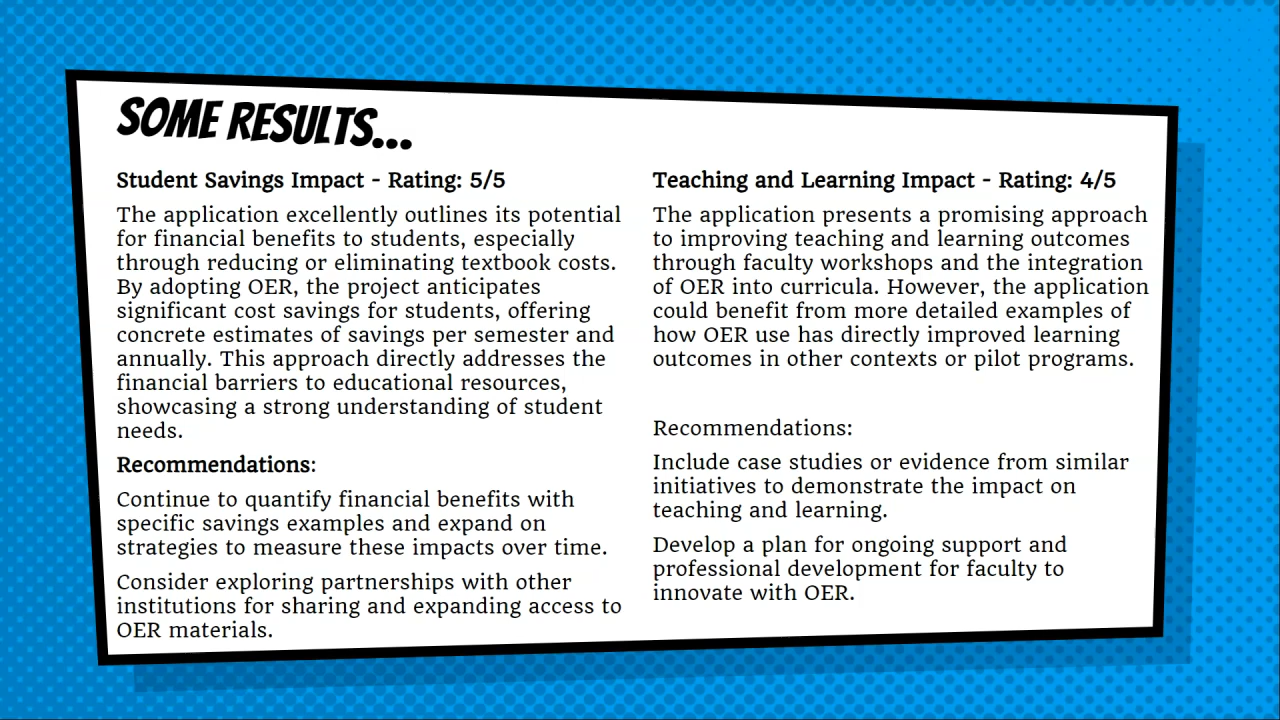 SOME RESULTS...
Student Savings Impact - Rating: 5/5
The application excellently outlines its potential
for financial benefits to students, especially
through reducing or eliminating textbook costs.
By adopting OER, the project anticipates
significant cost savings for students, offering
concrete estimates of savings per semester and
annually. This approach directly addresses the
financial barriers to educational resources,
showcasing a strong understanding of student
needs.
Recommendations:
Continue to quantify financial benefits with
specific savings examples and expand on
strategies to measure these impacts over time.
Consider exploring partnerships with other
institutions for sharing and expanding access to
OER materials.
Teaching and Learning Impact - Rating: 4/5
The application presents a promising approach
to improving teaching and learning outcomes
through faculty workshops and the integration
of OER into curricula. However, the application
could benefit from more detailed examples of
how OER use has directly improved learning
outcomes in other contexts or pilot programs.
Recommendations:
Include case studies or evidence from similar
initiatives to demonstrate the impact on
teaching and learning.
Develop a plan for ongoing support and
professional development for faculty to
innovate with OER.